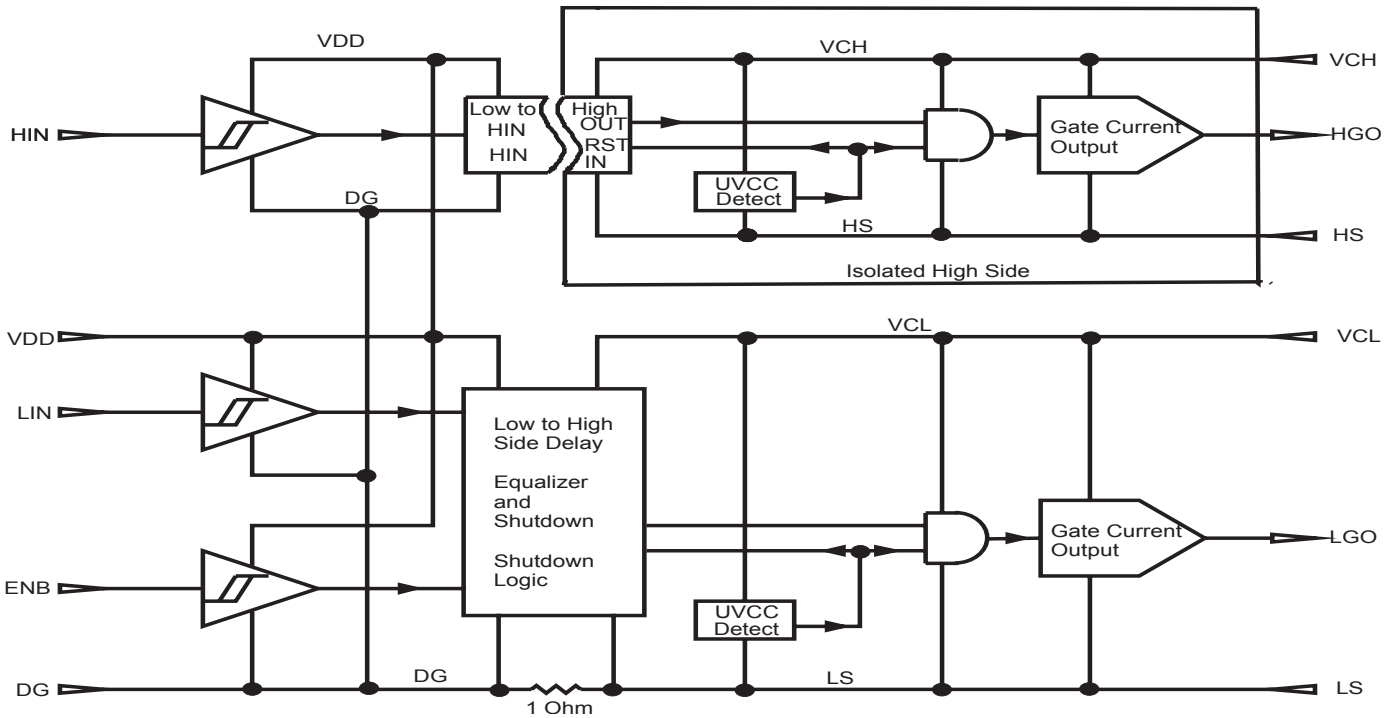 VDD
VCH
VCH
HIN
Low to
HIN
HIN
High
OUT
RST
IN
Gate Current
Output
HGO
UVCC
Detect
DG
HS
HS
Isolated High Side
VDD
VCL
VCL
LIN
Low to High
Side Delay
Equalizer
and
Shutdown
Shutdown
Logic
Gate Current
Output
LGO
ENB
UVCC
Detect
DG
DG
LS
LS
1 Ohm